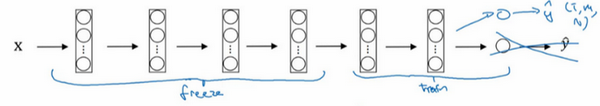 ŷ (T, M,
N)
x ŷ
freeze train